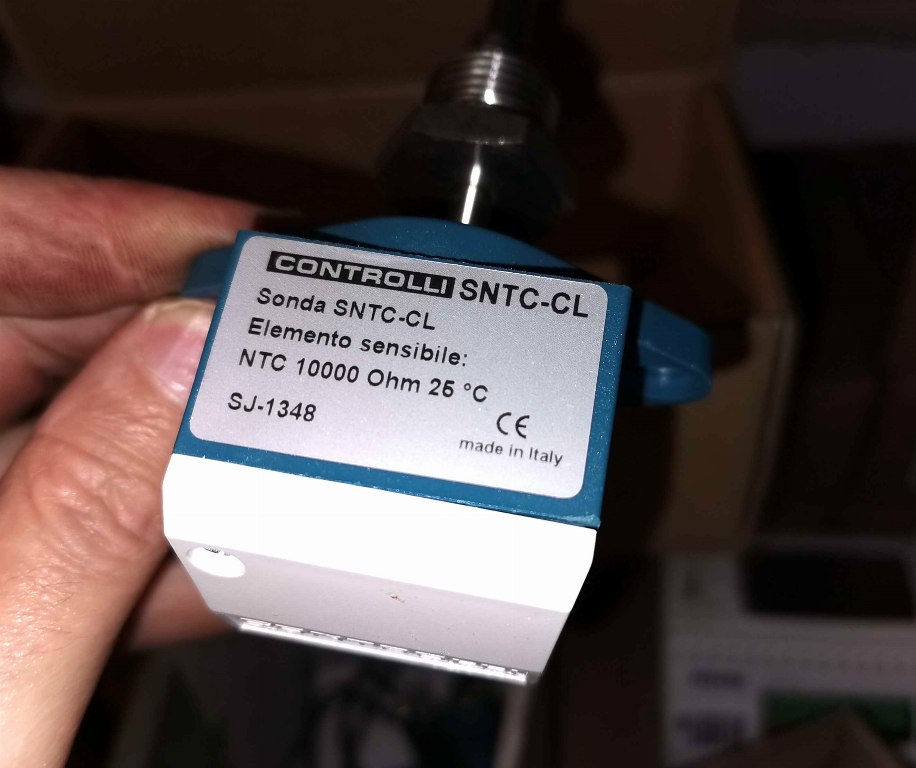 CONTROLLI SNTC-CL
Sonda SNTC-CL
Elemento sensibile:
NTC 10000 Ohm 25 °C
SJ-1348
CE
made in Italy